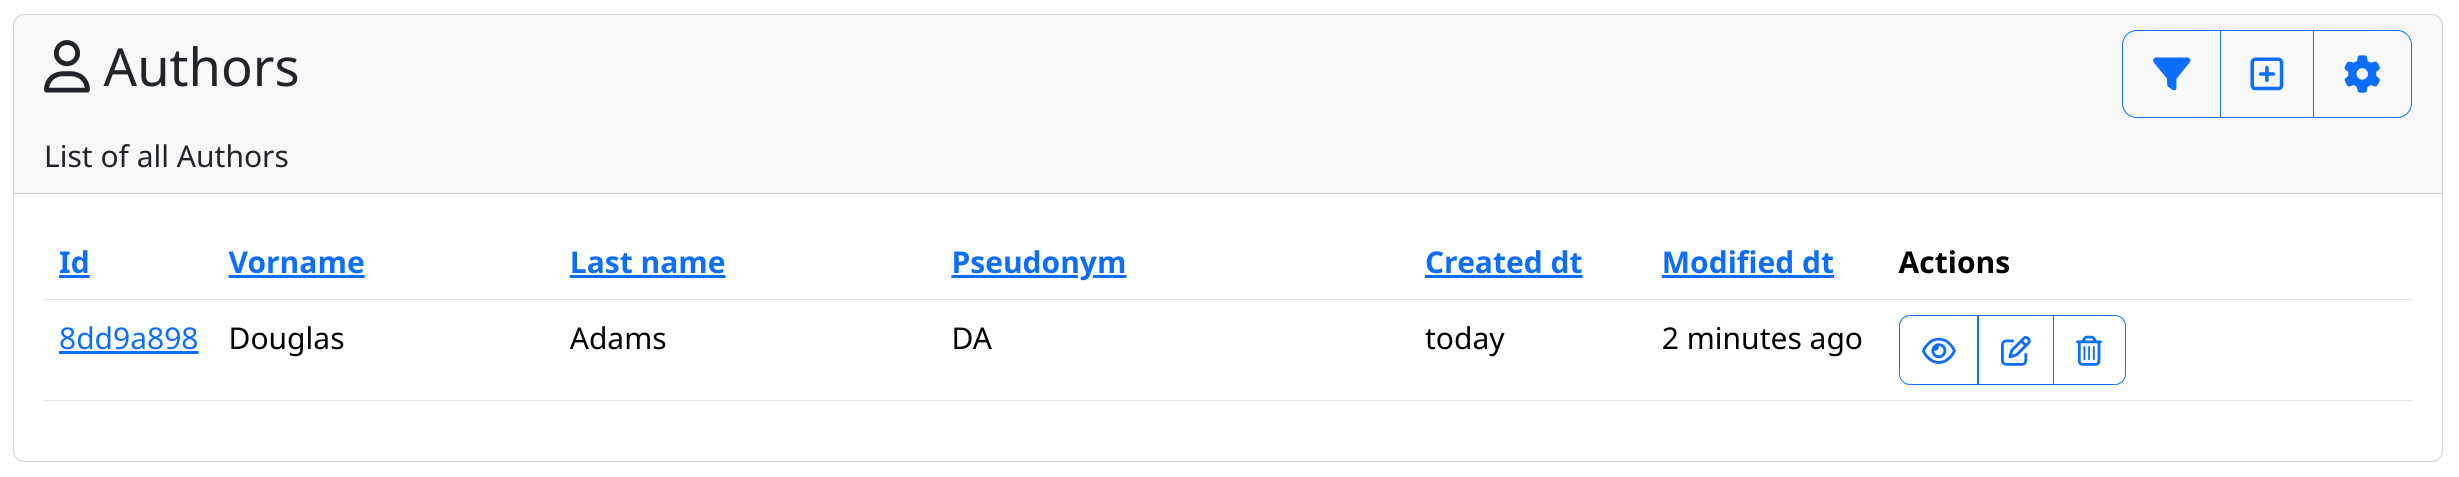 Authors
List of all Authors
Id Vorname Last name Pseudonym Created dt Modified dt Actions
8dd9a898 Douglas Adams DA today 2 minutes ago